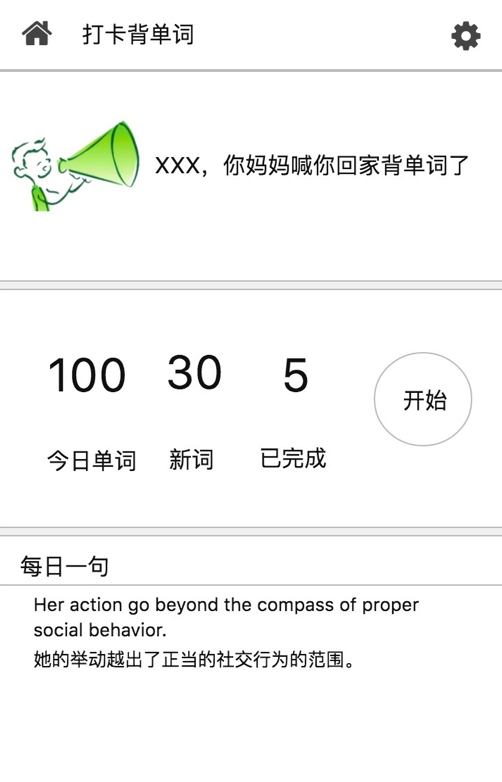 打卡背单词
XXX，你妈妈喊你回家背单词了
100 30 5
开始
今日单词 新词 已完成
每日一句
Her action go beyond the compass of proper
social behavior.
她的举动越出了正当的社交行为的范围。